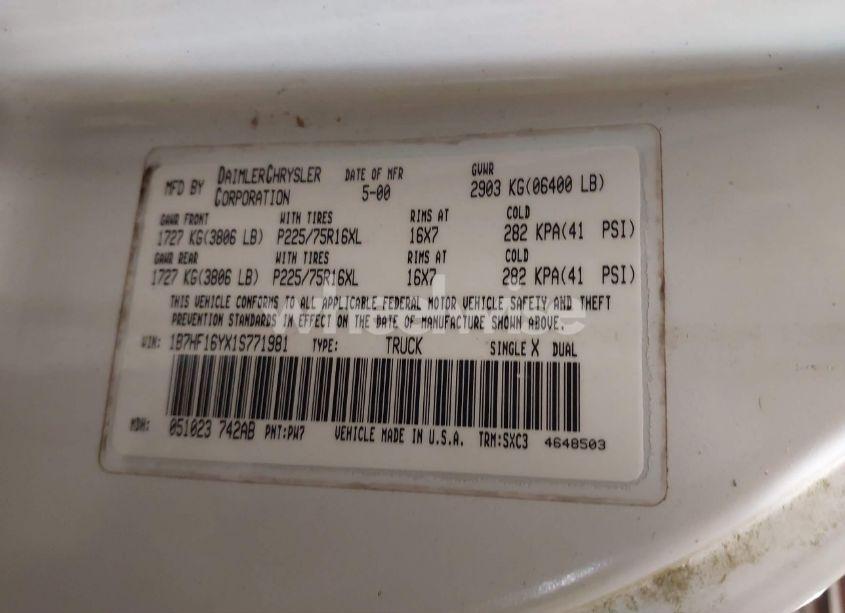 MFD BY DAIMLERCHRYSLER CORPORATION DATE OF MFR 5-00 GVWR 2903 KG(06400 LB)
GAWR FRONT WITH TIRES RIMS AT COLD
1727 KG(3806 LB) P225/75R16XL 16X7 282 KPA(41 PSI)
GAWR REAR WITH TIRES RIMS AT COLD
1727 KG(3806 LB) P225/75R16XL 16X7 282 KPA(41 PSI)
THIS VEHICLE CONFORMS TO ALL APPLICABLE FEDERAL MOTOR VEHICLE SAFETY AND THEFT
PREVENTION STANDARDS IN EFFECT ON THE DATE OF MANUFACTURE SHOWN ABOVE.
VIN: 1B7HF16YX1S771981 TYPE: TRUCK SINGLE X DUAL
MDH: 051023 742AB PNT:PW7 VEHICLE MADE IN U.S.A. TRM:SXC3 4648503